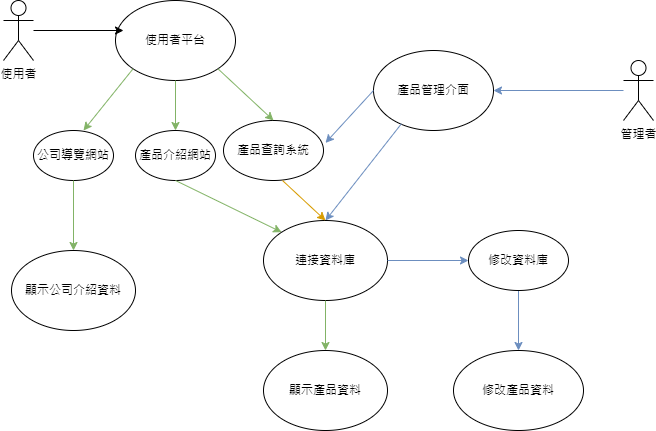 使用者平台
使用者
產品管理介面
管理者
公司導覽網站
產品介紹網站
產品查詢系統
連接資料庫
修改資料庫
顯示公司介紹資料
顯示產品資料
修改產品資料